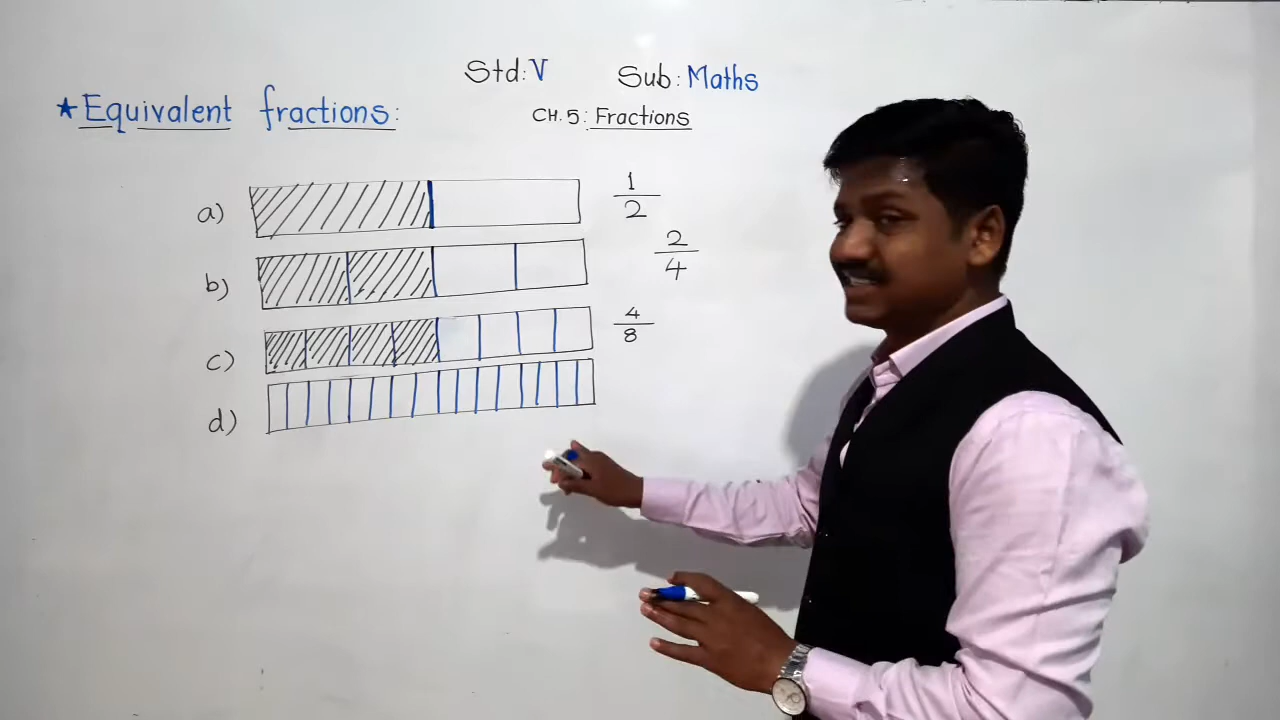 Std: V Sub: Maths
★ Equivalent fractions:
CH. 5: Fractions
a) 1/2
b) 2/4
c) 4/8
d)